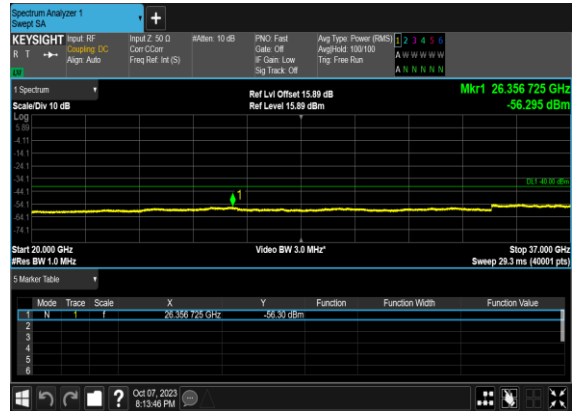 Spectrum Analyzer 1
Swept SA
+
KEYSIGHT Input: RF Input Z: 50 Ω #Atten: 10 dB PNO: Fast Avg Type: Power (RMS) 1 2 3 4 5 6
R T Coupling: DC Corr CCorr Gate: Off Avg|Hold: 100/100 A W W W W W
Align: Auto Freq Ref: Int (S) IF Gain: Low Trig: Free Run A N N N N N
Sig Track: Off
1 Spectrum Ref Lvl Offset 15.89 dB Mkr1 26.356 725 GHz
Scale/Div 10 dB Ref Level 15.89 dBm -56.295 dBm
Log
5.89
-4.11
-14.1
-24.1
-34.1
DL1 -40.00 dBm
-44.1
1
-54.1
-64.1
-74.1
Start 20.000 GHz Video BW 3.0 MHz* Stop 37.000 GHz
#Res BW 1.0 MHz Sweep 29.3 ms (40001 pts)
5 Marker Table
Mode Trace Scale X Y Function Function Width Function Value
1 N 1 f 26.356 725 GHz -56.30 dBm
2
3
4
5
6
? Oct 07, 2023
8:13:46 PM